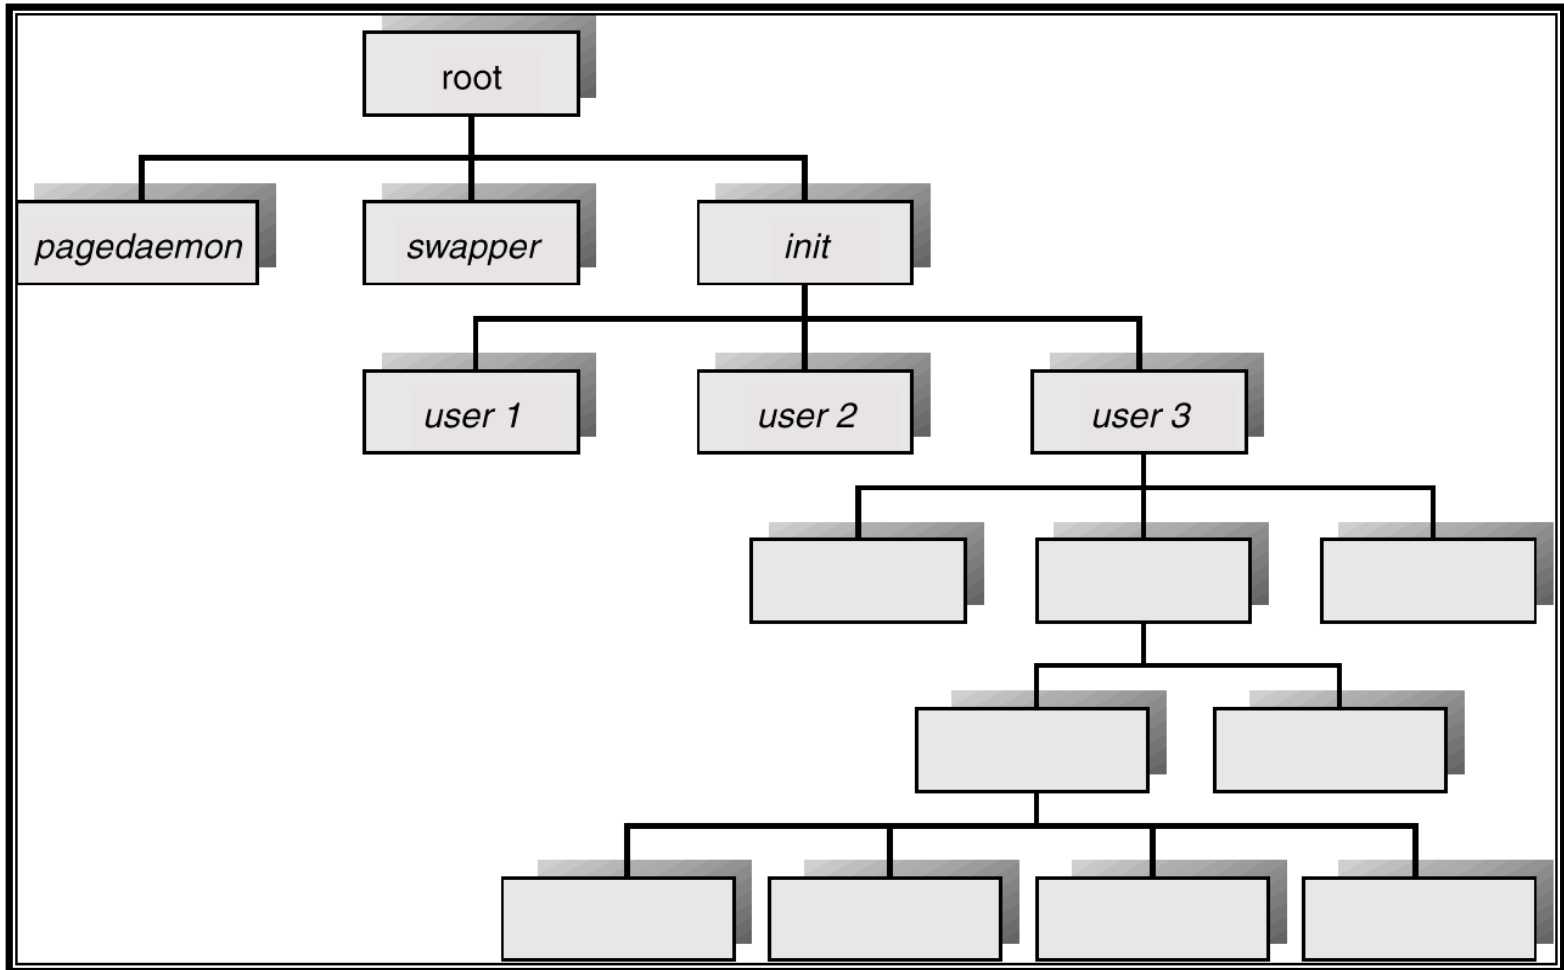 root
pagedaemon
swapper
init
user 1
user 2
user 3